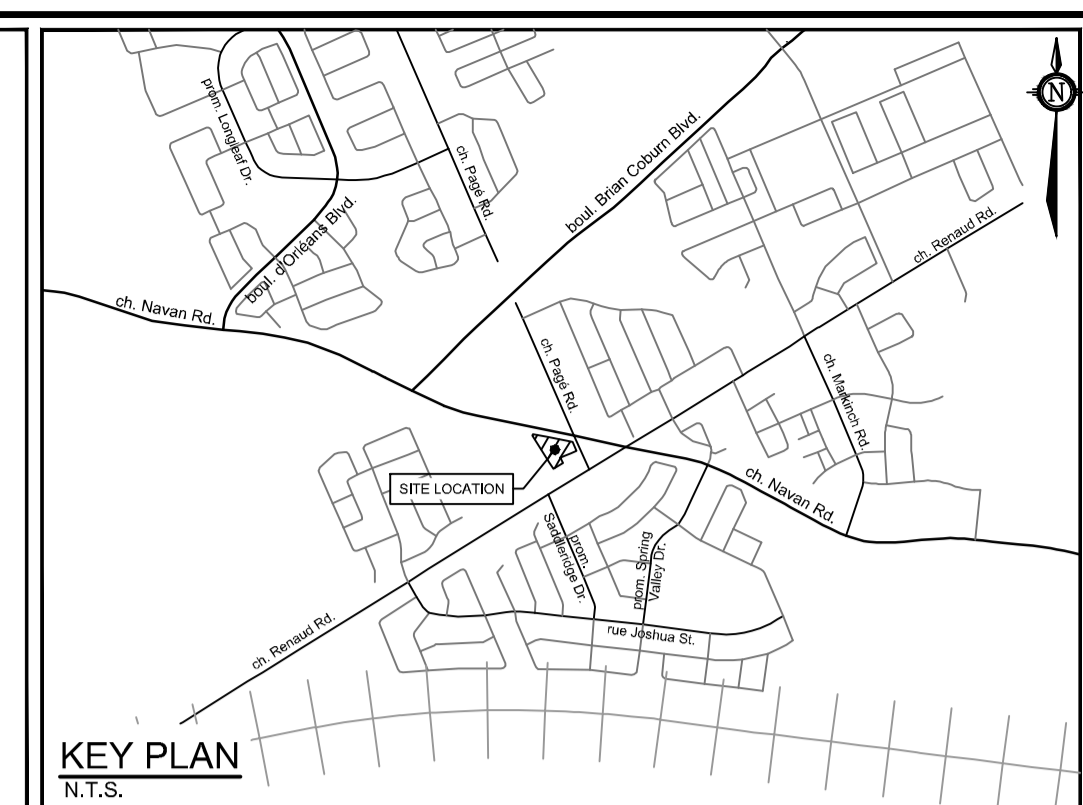 N
prom. Longleaf Dr.
ch. Pagé Rd.
boul. Brian Coburn Blvd.
boul. d'Orléans Blvd.
ch. Renaud Rd.
ch. Navan Rd.
ch. Pagé Rd.
ch. Markinch Rd.
SITE LOCATION
ch. Navan Rd.
prom.
Saddleridge Dr.
prom. Spring
Valley Dr.
rue Joshua St.
ch. Renaud Rd.
KEY PLAN
N.T.S.